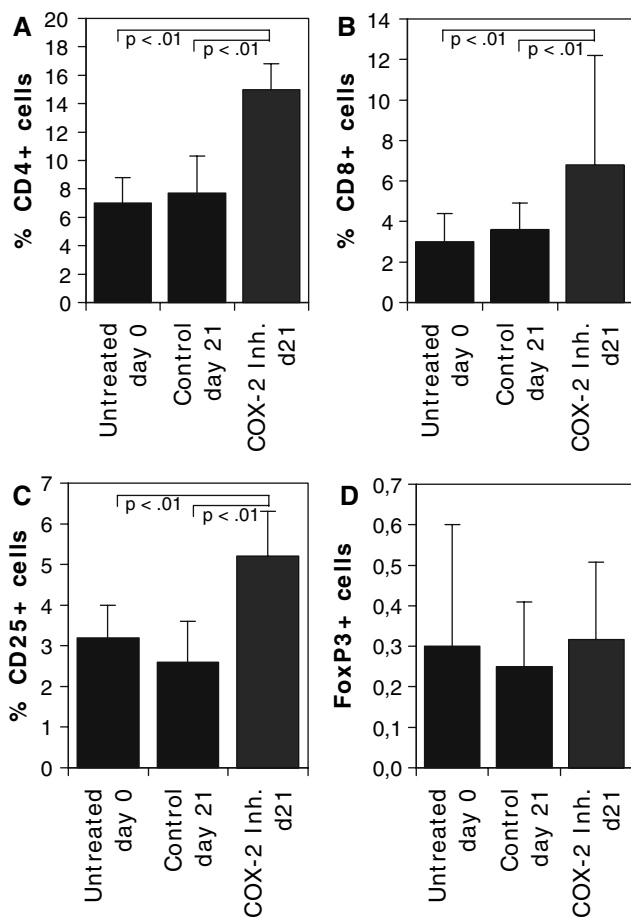 A
% CD4+ cells
20
18
16
14
12
10
8
6
4
2
0
p < .01
p < .01
Untreated
day 0
Control
day 21
COX-2 Inh.
d21
B
% CD8+ cells
14
12
10
8
6
4
2
0
p < .01
p < .01
Untreated
day 0
Control
day 21
COX-2 Inh.
d21
C
% CD25+ cells
7
6
5
4
3
2
1
0
p < .01
p < .01
Untreated
day 0
Control
day 21
COX-2 Inh.
d21
D
FoxP3+ cells
0,7
0,6
0,5
0,4
0,3
0,2
0,1
0,0
Untreated
day 0
Control
day 21
COX-2 Inh.
d21